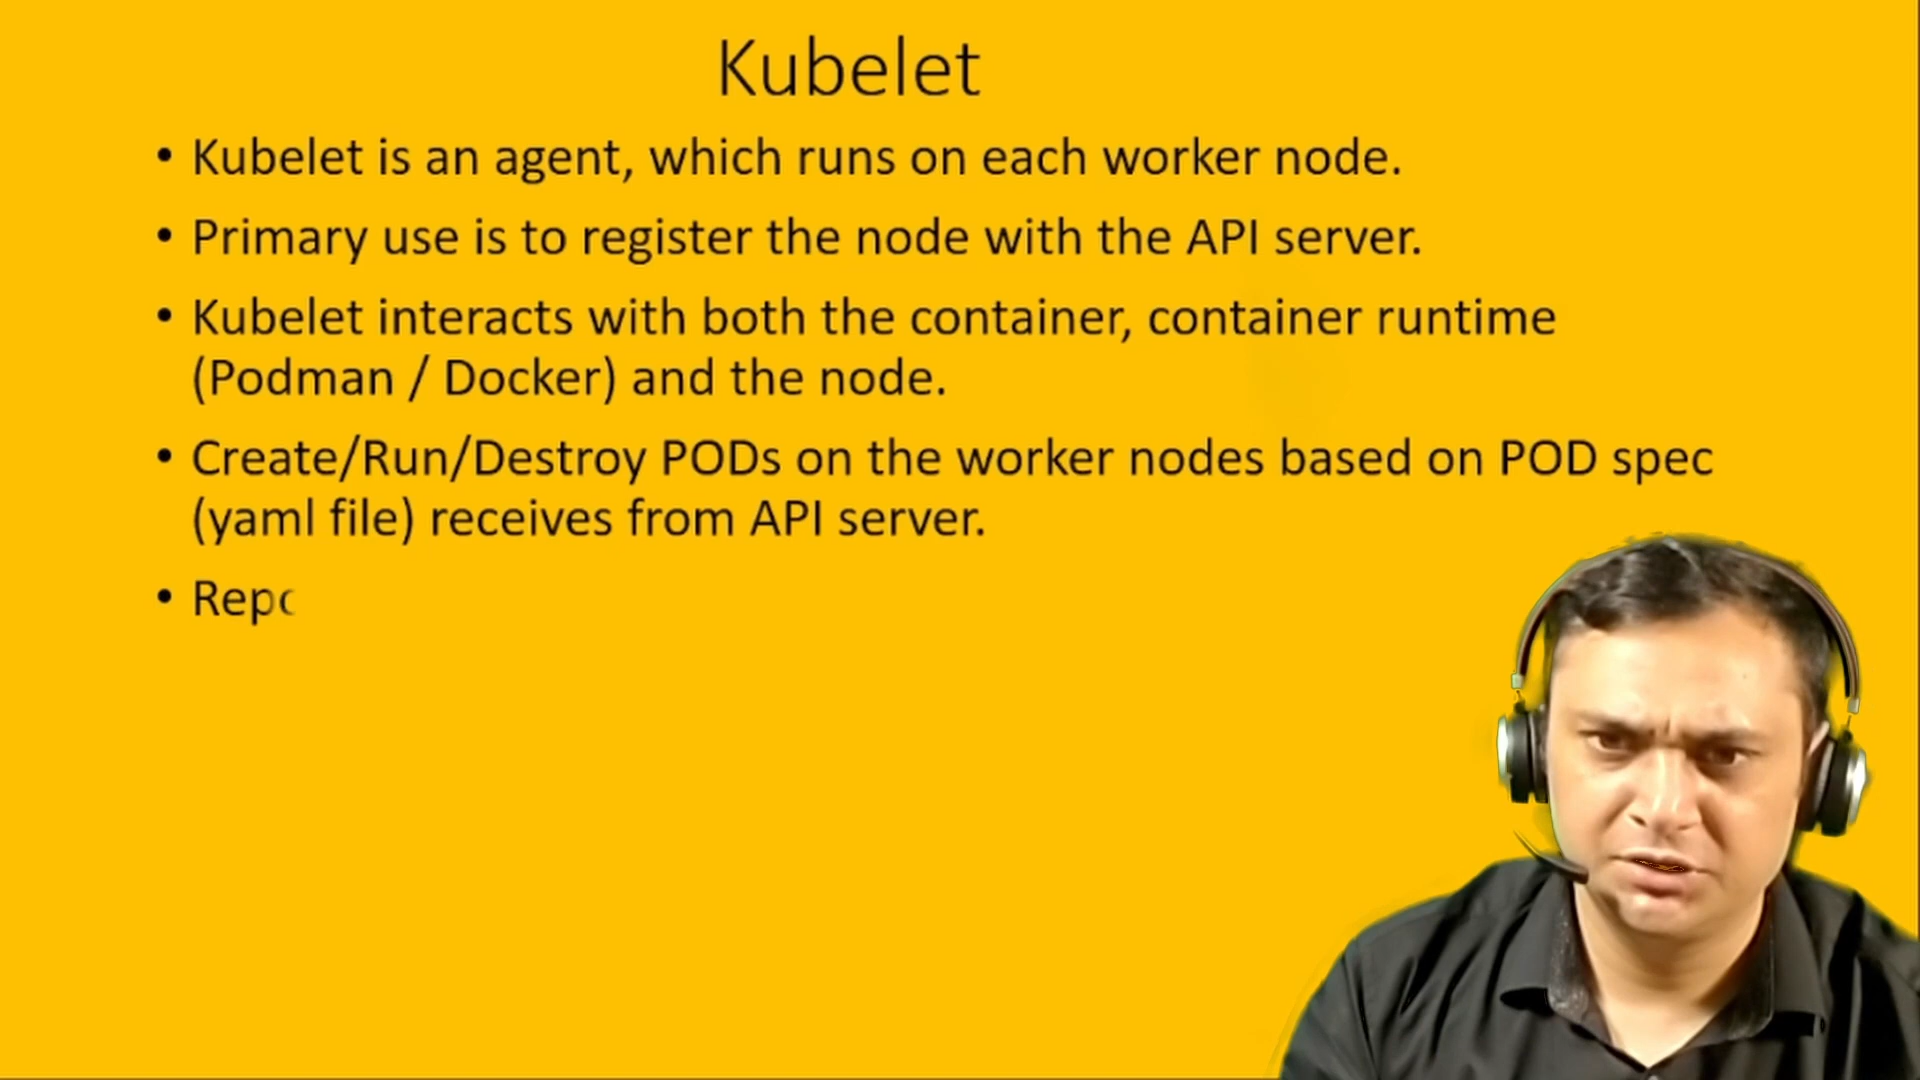 Kubelet
• Kubelet is an agent, which runs on each worker node.
• Primary use is to register the node with the API server.
• Kubelet interacts with both the container, container runtime
(Podman / Docker) and the node.
• Create/Run/Destroy PODs on the worker nodes based on POD spec
(yaml file) receives from API server.
• Rep